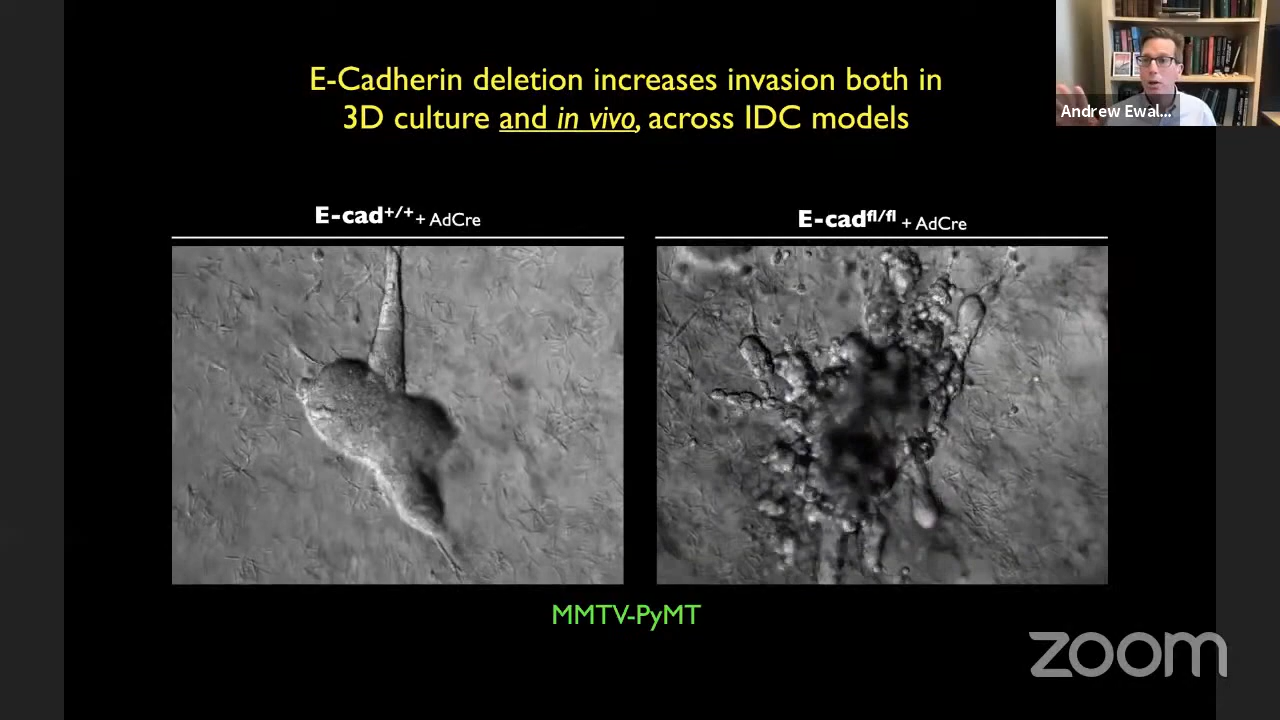 E-Cadherin deletion increases invasion both in
3D culture and in vivo, across IDC models
Andrew Ewal...
E-cad+/+ + AdCre
E-cadfl/fl + AdCre
MMTV-PyMT
zoom